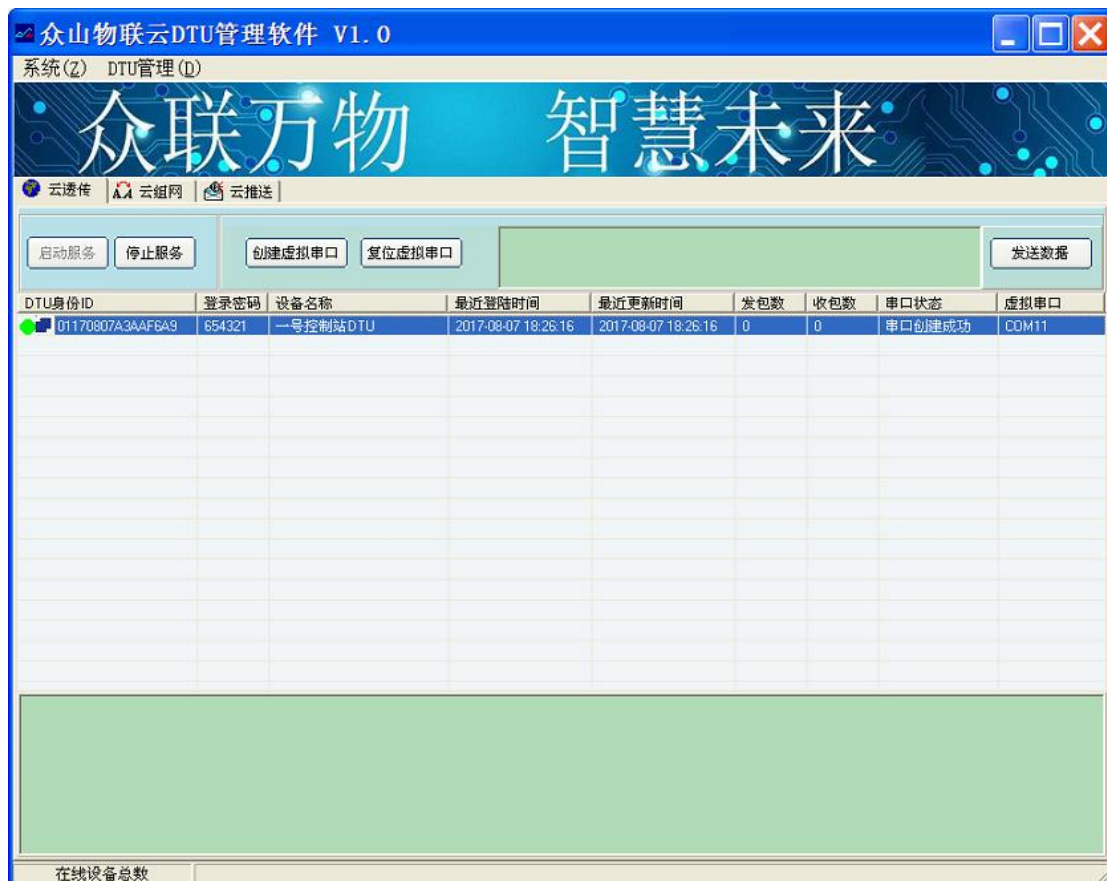 众山物联云DTU管理软件 V1.0
系统(Z) DTU管理(D)
众联万物 智慧未来
云透传 云组网 云推送
启动服务 停止服务 创建虚拟串口 复位虚拟串口 发送数据
DTU身份ID 登录密码 设备名称 最近登陆时间 最近更新时间 发包数 收包数 串口状态 虚拟串口
01170807A3AAF6A9 654321 一号控制站DTU 2017-08-07 18:26:16 2017-08-07 18:26:16 0 0 串口创建成功 COM11
在线设备总数